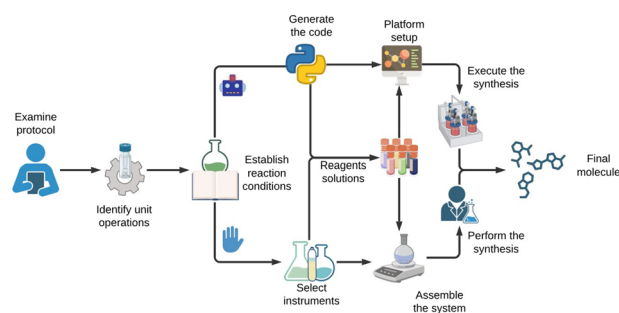 Generate
the code
Platform
setup
Execute the
synthesis
Examine
protocol
Establish
reaction
conditions
Reagents
solutions
Final
molecule
Identify unit
operations
Perform the
synthesis
Select
instruments
Assemble
the system